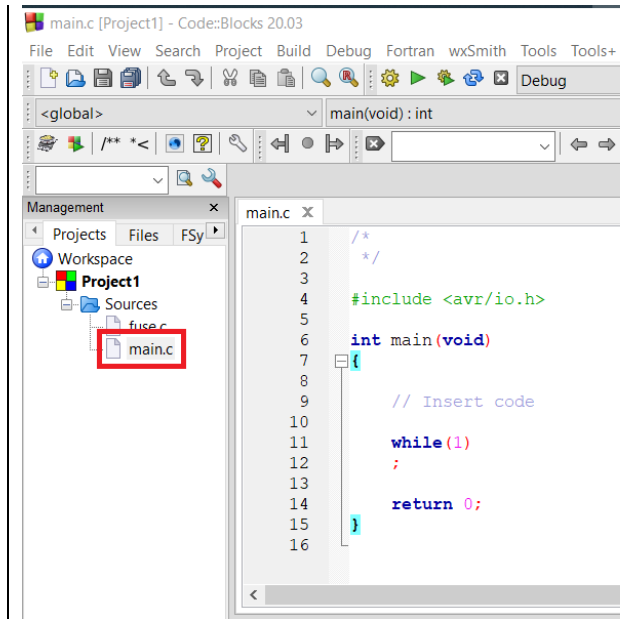 main.c [Project1] - Code::Blocks 20.03
File Edit View Search Project Build Debug Fortran wxSmith Tools Tools+
Debug
<global> main(void) : int
/** *<
Management
Projects Files FSy
Workspace
Project1
Sources
fuse.c
main.c
main.c X
1 /*
2 */
3
4 #include <avr/io.h>
5
6 int main(void)
7 {
8
9 // Insert code
10
11 while(1)
12 ;
13
14 return 0;
15 }
16